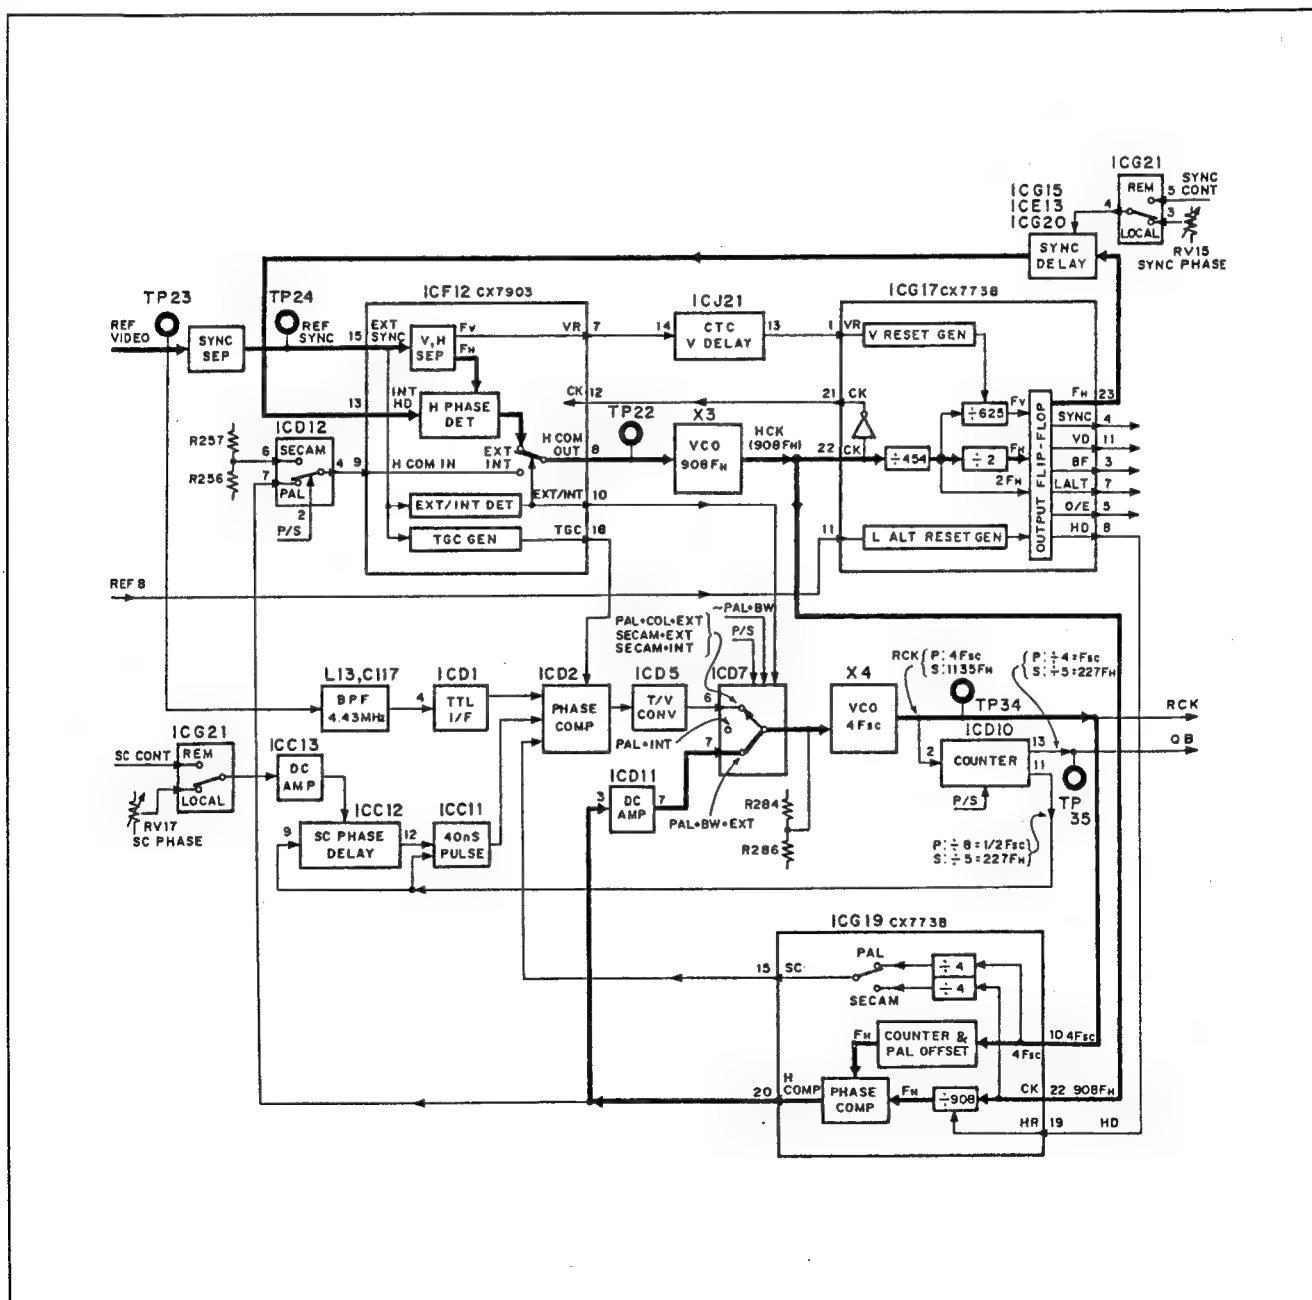 ICG21
REM
5 SYNC CONT
4
3
LOCAL
RV15
SYNC PHASE
ICG15
ICE13
ICG20
SYNC DELAY
TP23
REF VIDEO
SYNC SEP
TP24
REF SYNC
15
ICF12 CX7903
EXT SYNC
V,H SEP
Fv
FH
VR 7
14
ICJ21
CTC V DELAY
13
ICG17 CX773B
1 VR
V RESET GEN
13
INT HD
H PHASE DET
CK 12
21 CK
÷625
Fv
FH 23
SYNC 4
VD 11
BF 3
LALT 7
O/E 5
HD 8
OUTPUT FLIP-FLOP
ICD12
R257
R256
6
7
SECAM
PAL
4
2
P/S
9
H COM IN
EXT
INT
H COM OUT
8
TP22
X3
VCO 908FH
HCK (908FH)
22 CK
÷454
÷2
FH
2FH
EXT/INT DET
EXT/INT 10
TGC GEN
TGC 16
11
L ALT RESET GEN
REF 8
PAL•COL•EXT
SECAM•EXT
SECAM•INT
~PAL•BW
P/S
RCK
P: 4Fsc
S: 1135FH
P: ÷4=Fsc
S: ÷5=227FH
L13,C117
BPF 4.43MHz
4
ICD1
TTL I/F
ICD2
PHASE COMP
ICD5
T/V CONV
ICD7
6
PAL•INT
7
X4
VCO 4Fsc
TP34
RCK
QB
ICD10
COUNTER
2
13
11
P/S
TP 35
P: ÷8=1/2Fsc
S: ÷5=227FH
ICG21
SC CONT
REM
LOCAL
RV17
SC PHASE
ICC13
DC AMP
ICC12
9
SC PHASE DELAY
12
ICC11
40nS PULSE
ICD11
3
DC AMP
7
PAL•BW•EXT
R284
R286
ICG19 CX773B
15 SC
PAL
SECAM
÷4
÷4
COUNTER & PAL OFFSET
FH
10 4Fsc
4Fsc
20
H COMP
PHASE COMP
FH
÷908
CK
22 908FH
HR
19
HD